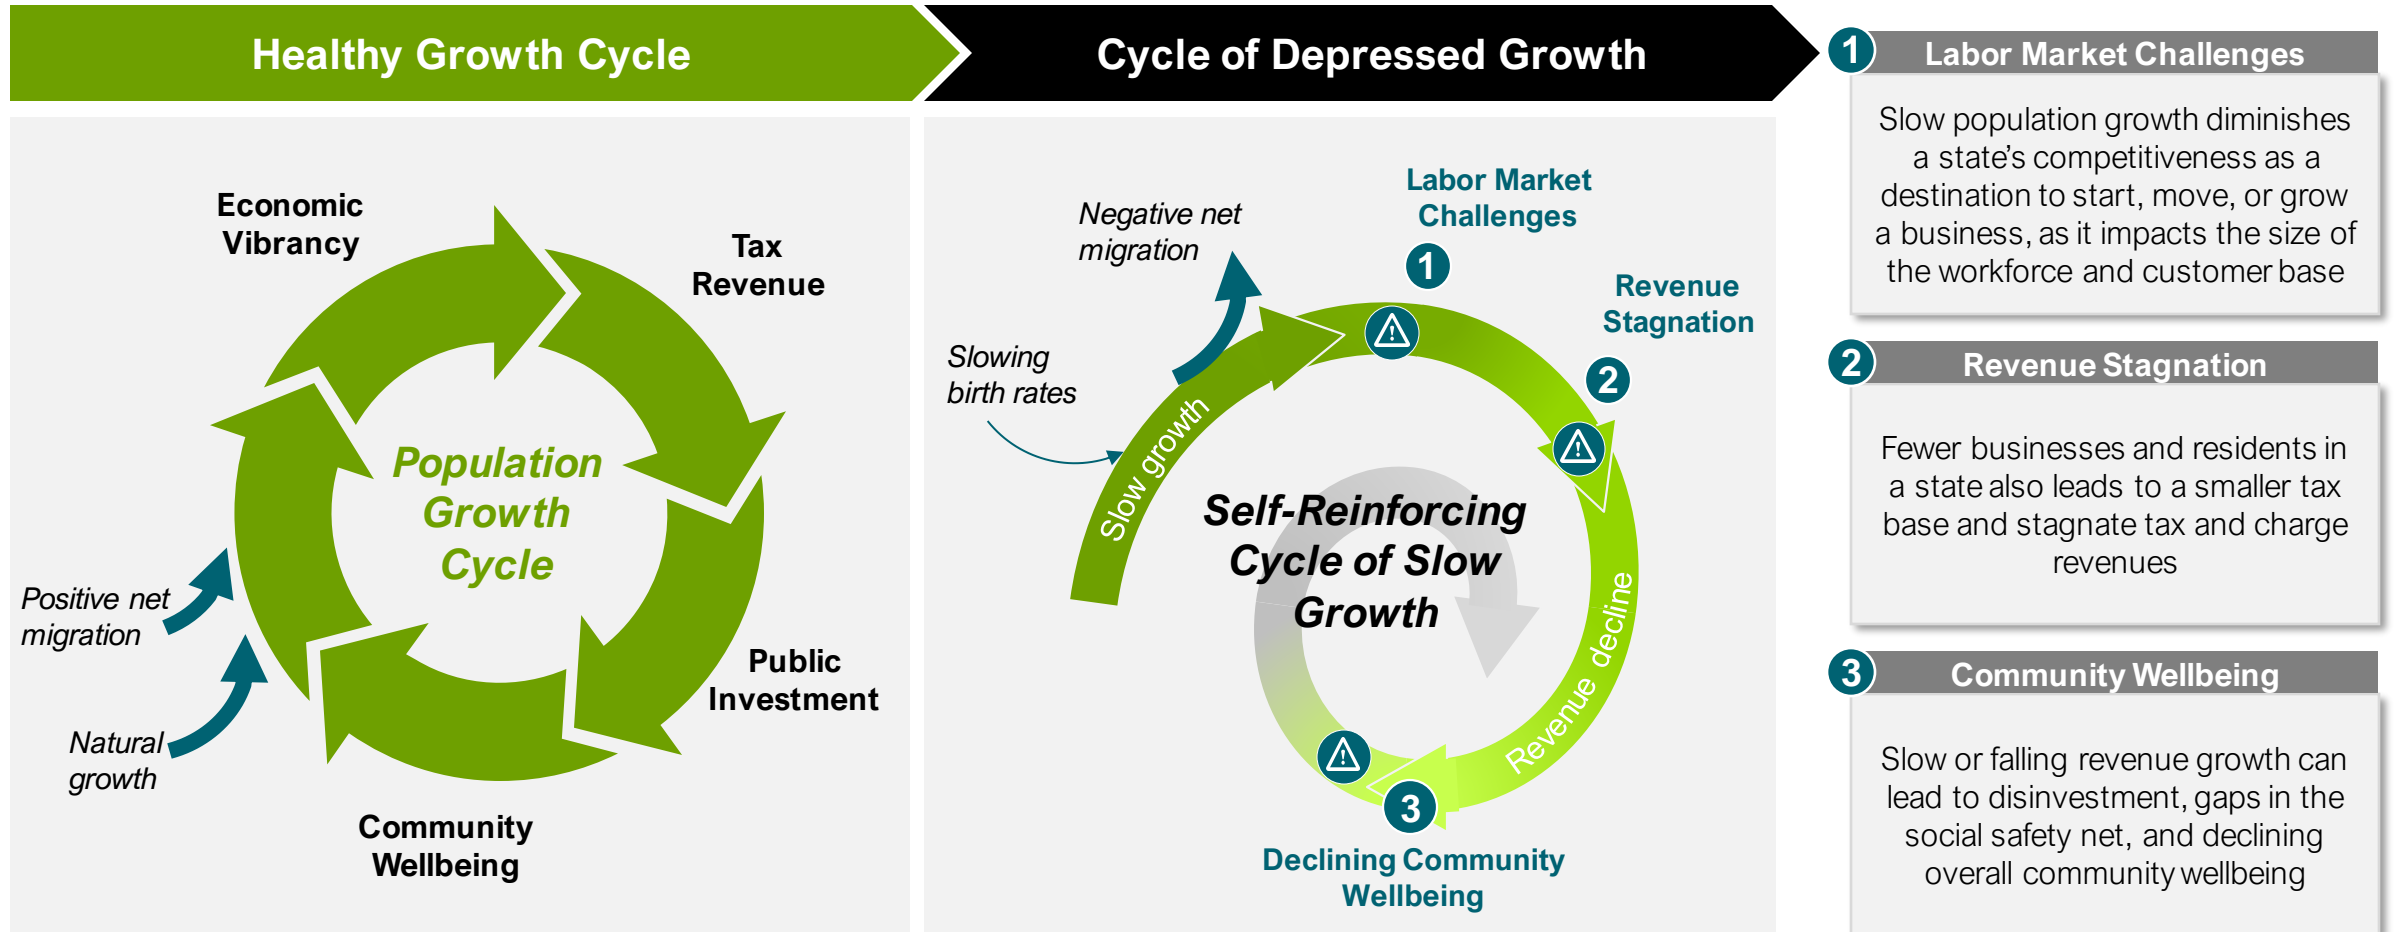 Healthy Growth Cycle
Economic
Vibrancy
Tax
Revenue
Population
Growth
Cycle
Positive net
migration
Natural
growth
Public
Investment
Community
Wellbeing
Cycle of Depressed Growth
Negative net
migration
Slowing
birth rates
Slow growth
Labor Market
Challenges
1
Revenue
Stagnation
2
Self-Reinforcing
Cycle of Slow
Growth
Revenue decline
3
Declining Community
Wellbeing
1
Labor Market Challenges
Slow population growth diminishes
a state’s competitiveness as a
destination to start, move, or grow
a business, as it impacts the size of
the workforce and customer base
2
Revenue Stagnation
Fewer businesses and residents in
a state also leads to a smaller tax
base and stagnate tax and charge
revenues
3
Community Wellbeing
Slow or falling revenue growth can
lead to disinvestment, gaps in the
social safety net, and declining
overall community wellbeing